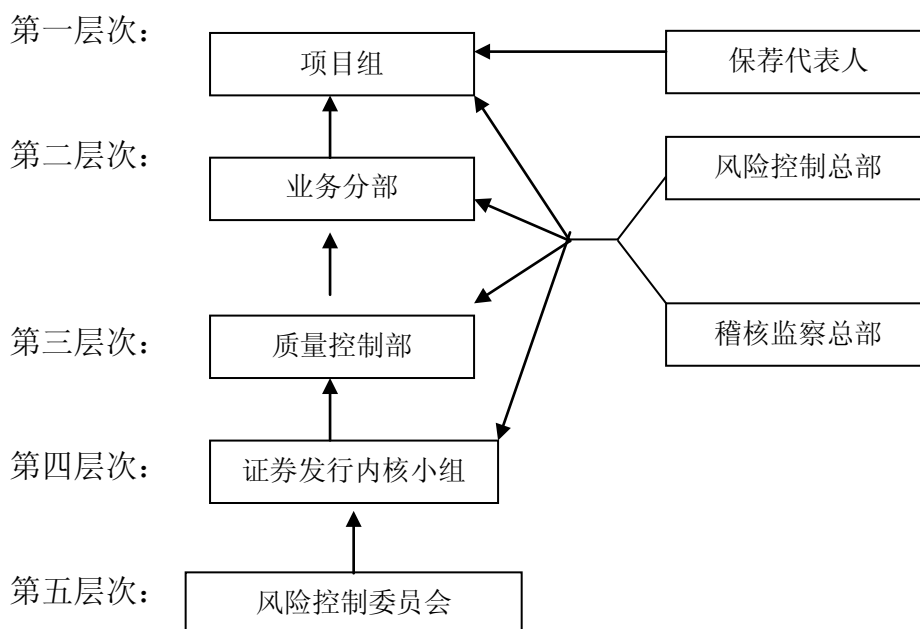 第一层次：
项目组
保荐代表人
第二层次：
业务分部
风险控制总部
第三层次：
质量控制部
稽核监察总部
第四层次：
证券发行内核小组
第五层次：
风险控制委员会